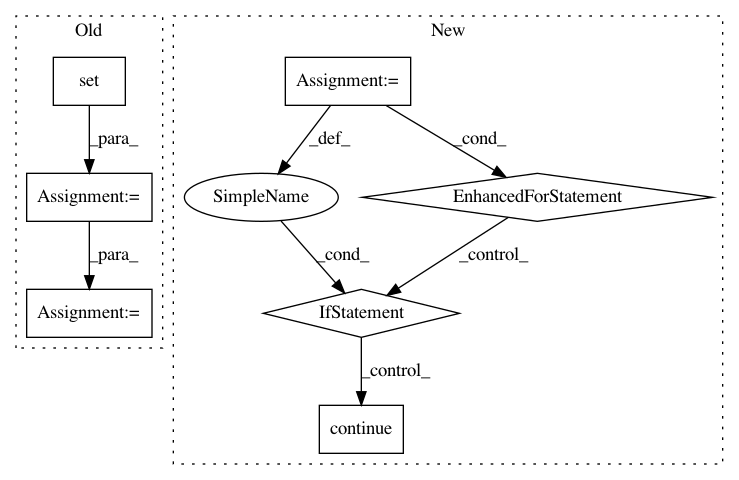 Old
New
set
Assignment:=
_para_
_def_
_cond_
Assignment:=
SimpleName
EnhancedForStatement
_para_
_cond_
_control_
Assignment:=
IfStatement
_control_
continue